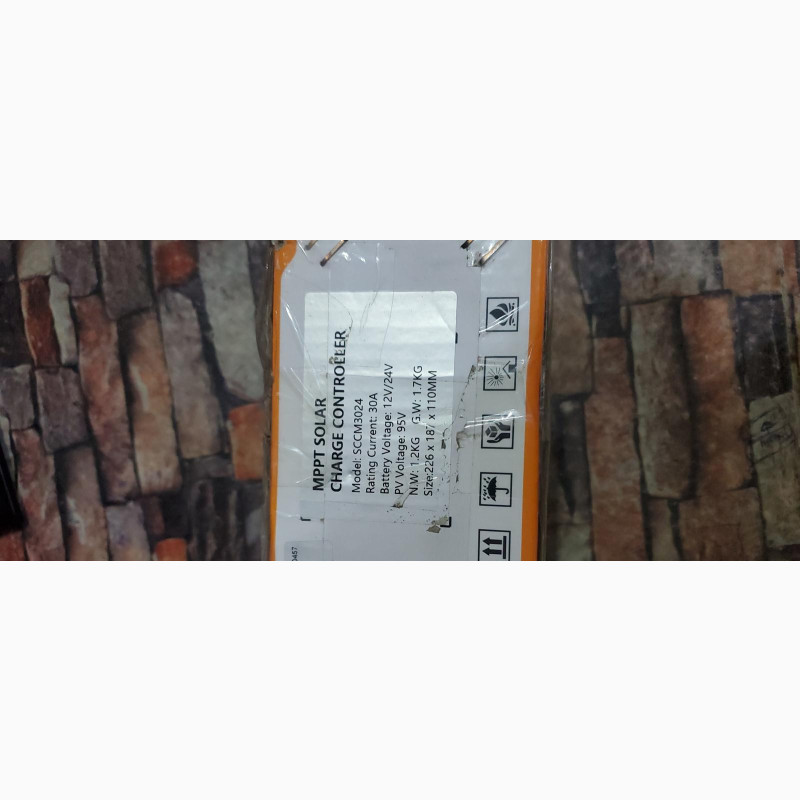 MPPT SOLAR
CHARGE CONTROLLER
Model: SCCM3024
Rating Current: 30A
Battery Voltage: 12V/24V
PV Voltage: 95V
N.W: 1.2KG G.W: 1.7KG
Size:226 x 187 x 110MM